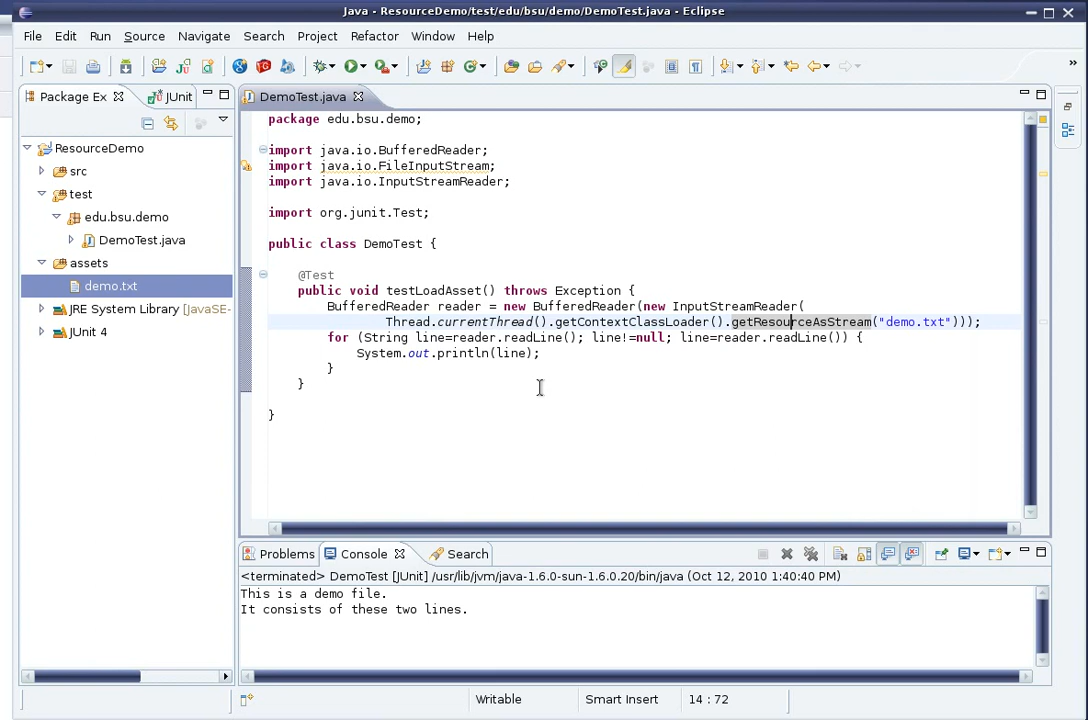 Java - ResourceDemo/test/edu/bsu/demo/DemoTest.java - Eclipse
File Edit Run Source Navigate Search Project Refactor Window Help
Package Ex JUnit
ResourceDemo
src
test
edu.bsu.demo
DemoTest.java
assets
demo.txt
JRE System Library [JavaSE-
JUnit 4
DemoTest.java
package edu.bsu.demo;
import java.io.BufferedReader;
import java.io.FileInputStream;
import java.io.InputStreamReader;
import org.junit.Test;
public class DemoTest {
@Test
public void testLoadAsset() throws Exception {
BufferedReader reader = new BufferedReader(new InputStreamReader(
Thread.currentThread().getContextClassLoader().getResourceAsStream("demo.txt")));
for (String line=reader.readLine(); line!=null; line=reader.readLine()) {
System.out.println(line);
}
}
}
Problems Console Search
<terminated> DemoTest [JUnit] /usr/lib/jvm/java-1.6.0-sun-1.6.0.20/bin/java (Oct 12, 2010 1:40:40 PM)
This is a demo file.
It consists of these two lines.
Writable Smart Insert 14 : 72